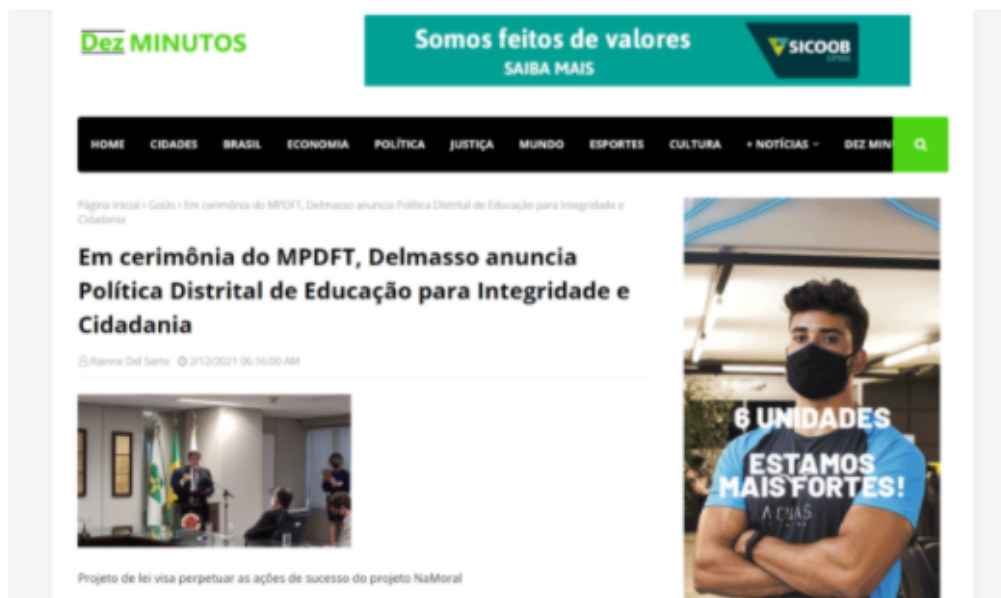 Dez MINUTOS
Somos feitos de valores
SAIBA MAIS
SICOOB
HOME CIDADES BRASIL ECONOMIA POLÍTICA JUSTIÇA MUNDO ESPORTES CULTURA + NOTÍCIAS DEZ MIN
Página inicial › Goiás › Em cerimônia do MPDFT, Delmasso anuncia Política Distrital de Educação para Integridade e
Cidadania
Em cerimônia do MPDFT, Delmasso anuncia
Política Distrital de Educação para Integridade e
Cidadania
Rainne Del Sarto 2/12/2021 06:16:00 AM
6 UNIDADES
ESTAMOS
MAIS FORTES!
Projeto de lei visa perpetuar as ações de sucesso do projeto NaMoral